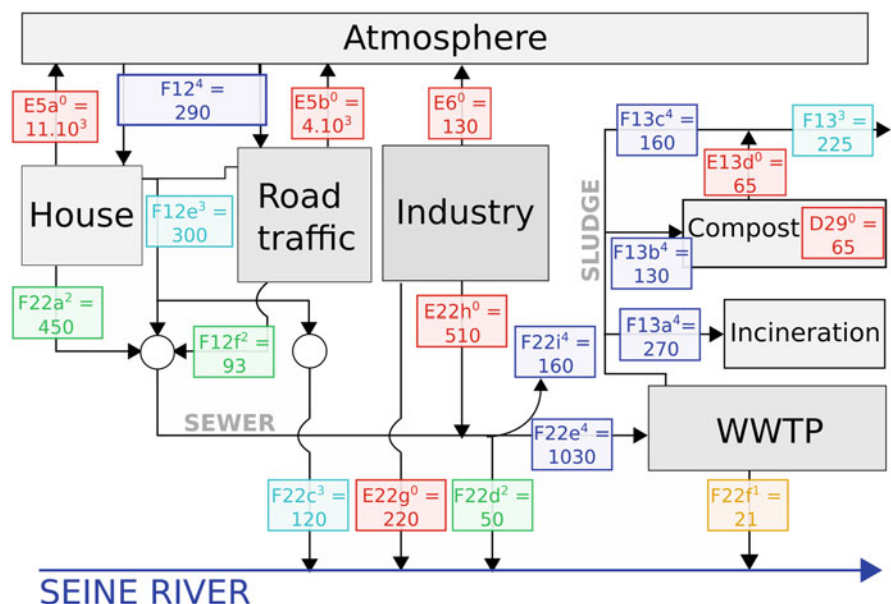 Atmosphere
E5a⁰ =
11.10³
F12⁴ =
290
E5b⁰ =
4.10³
E6⁰ =
130
F13c⁴ =
160
F13³ =
225
E13d⁰ =
65
House
F12e³ =
300
Road
traffic
Industry
SLUDGE
Compost
D29⁰ =
65
F13b⁴ =
130
F22a² =
450
F12f² =
93
E22h⁰ =
510
F22i⁴ =
160
F13a⁴ =
270
Incineration
SEWER
F22e⁴ =
1030
WWTP
F22c³ =
120
E22g⁰ =
220
F22d² =
50
F22f¹ =
21
SEINE RIVER